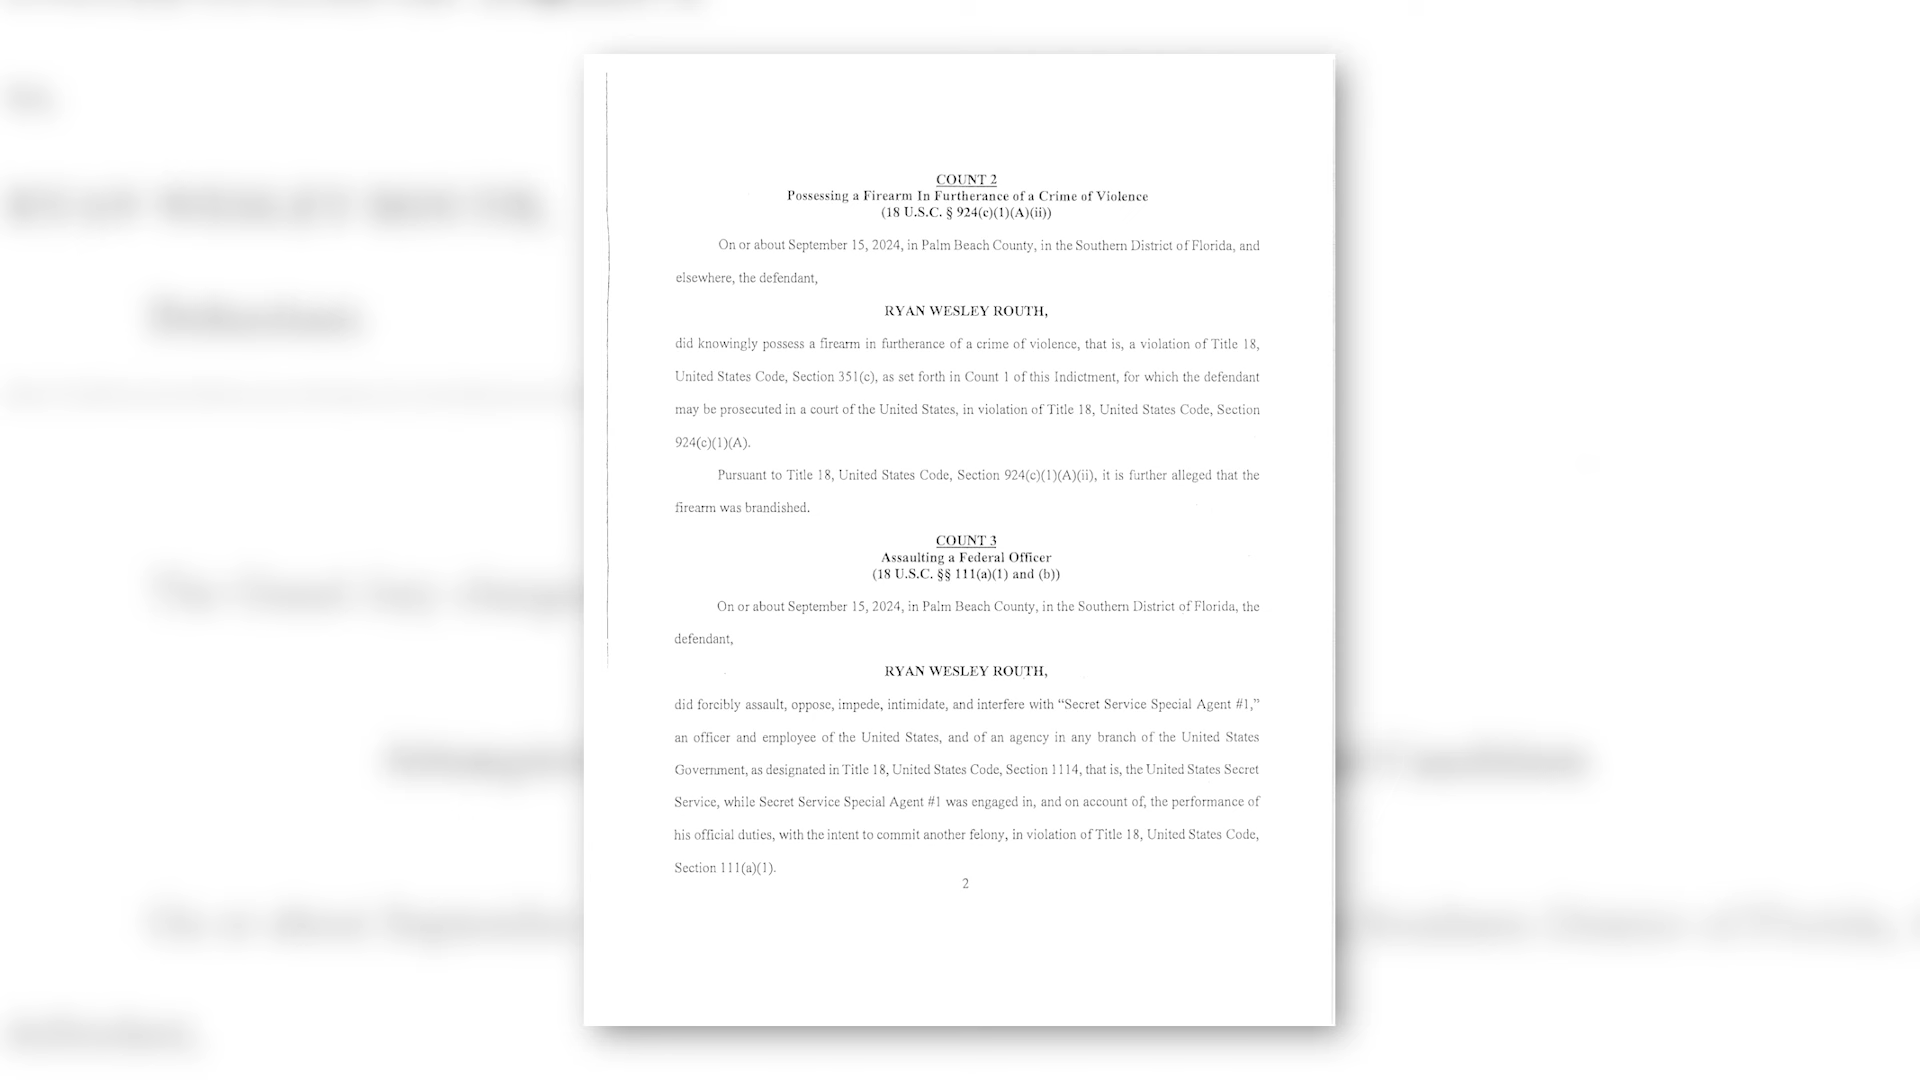 COUNT 2
Possessing a Firearm In Furtherance of a Crime of Violence
(18 U.S.C. § 924(c)(1)(A)(ii))
On or about September 15, 2024, in Palm Beach County, in the Southern District of Florida, and
elsewhere, the defendant,
RYAN WESLEY ROUTH,
did knowingly possess a firearm in furtherance of a crime of violence, that is, a violation of Title 18,
United States Code, Section 351(c), as set forth in Count 1 of this Indictment, for which the defendant
may be prosecuted in a court of the United States, in violation of Title 18, United States Code, Section
924(c)(1)(A).
Pursuant to Title 18, United States Code, Section 924(c)(1)(A)(ii), it is further alleged that the
firearm was brandished.
COUNT 3
Assaulting a Federal Officer
(18 U.S.C. §§ 111(a)(1) and (b))
On or about September 15, 2024, in Palm Beach County, in the Southern District of Florida, the
defendant,
RYAN WESLEY ROUTH,
did forcibly assault, oppose, impede, intimidate, and interfere with “Secret Service Special Agent #1,”
an officer and employee of the United States, and of an agency in any branch of the United States
Government, as designated in Title 18, United States Code, Section 1114, that is, the United States Secret
Service, while Secret Service Special Agent #1 was engaged in, and on account of, the performance of
his official duties, with the intent to commit another felony, in violation of Title 18, United States Code,
Section 111(a)(1).
2
RYAN WESLEY ROUTH,
Defendant